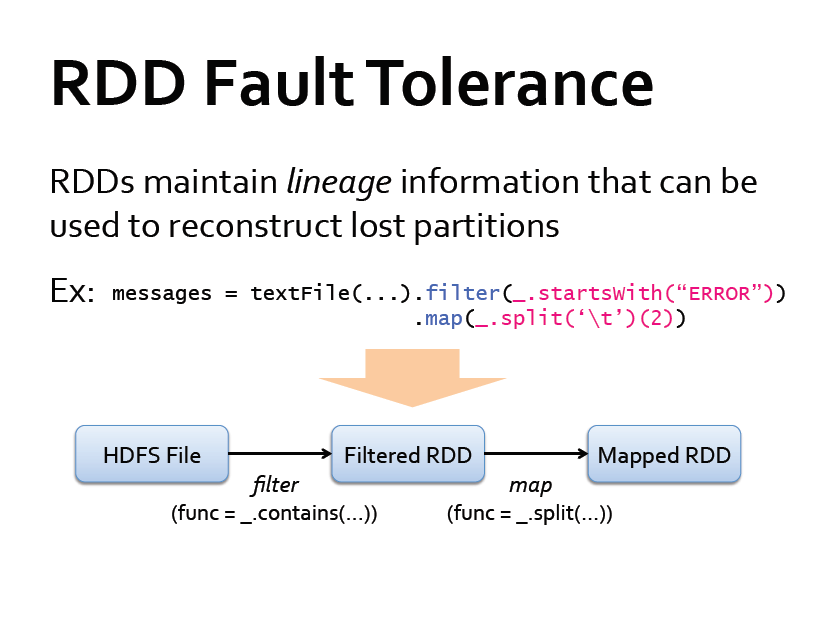 RDD Fault Tolerance
RDDs maintain lineage information that can be
used to reconstruct lost partitions
Ex: messages = textFile(...).filter(_.startsWith(“ERROR”))
.map(_.split(‘\t’)(2))
HDFS File
Filtered RDD
Mapped RDD
filter
(func = _.contains(...))
map
(func = _.split(...))